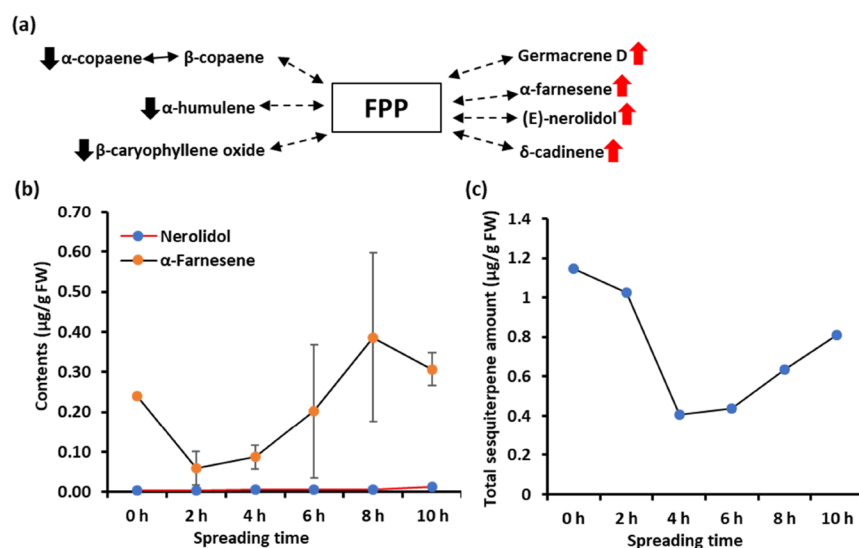 (a)
α-copaene β-copaene
α-humulene
β-caryophyllene oxide
FPP
Germacrene D
α-farnesene
(E)-nerolidol
δ-cadinene
(b)
Contents (μg/g FW)
0.70
0.60
0.50
0.40
0.30
0.20
0.10
0.00
Nerolidol
α-Farnesene
0 h 2 h 4 h 6 h 8 h 10 h
Spreading time
(c)
Total sesquiterpene amount (μg/g FW)
1.4
1.2
1
0.8
0.6
0.4
0.2
0
0 h 2 h 4 h 6 h 8 h 10 h
Spreading time